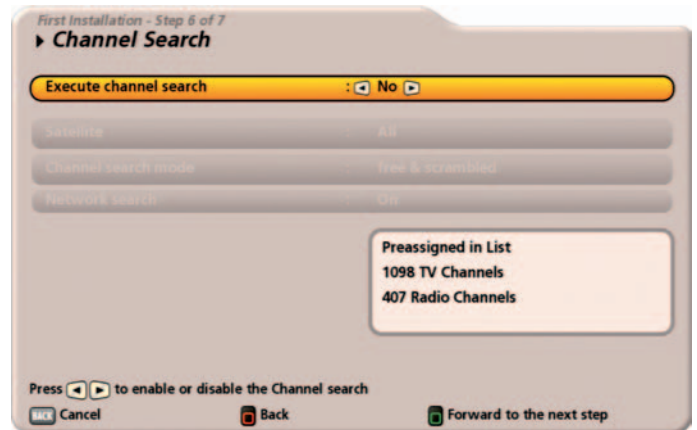 First Installation - Step 6 of 7
Channel Search
Execute channel search : No
Satellite : All
Channel search mode : free & scrambled
Network search : On
Preassigned in List
1098 TV Channels
407 Radio Channels
Press to enable or disable the Channel search
BACK Cancel Back Forward to the next step